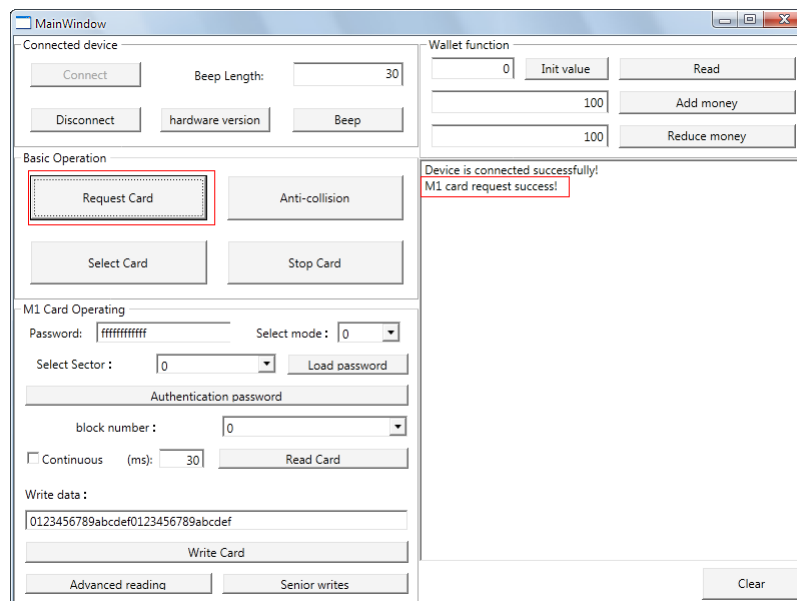 MainWindow
Connected device
Connect
Beep Length:
30
Disconnect
hardware version
Beep
Wallet function
0
Init value
Read
100
Add money
100
Reduce money
Basic Operation
Request Card
Anti-collision
Select Card
Stop Card
Device is connected successfully!
M1 card request success!
M1 Card Operating
Password:
ffffffffffff
Select mode：
0
Select Sector：
0
Load password
Authentication password
block number：
0
Continuous
(ms):
30
Read Card
Write data：
0123456789abcdef0123456789abcdef
Write Card
Advanced reading
Senior writes
Clear